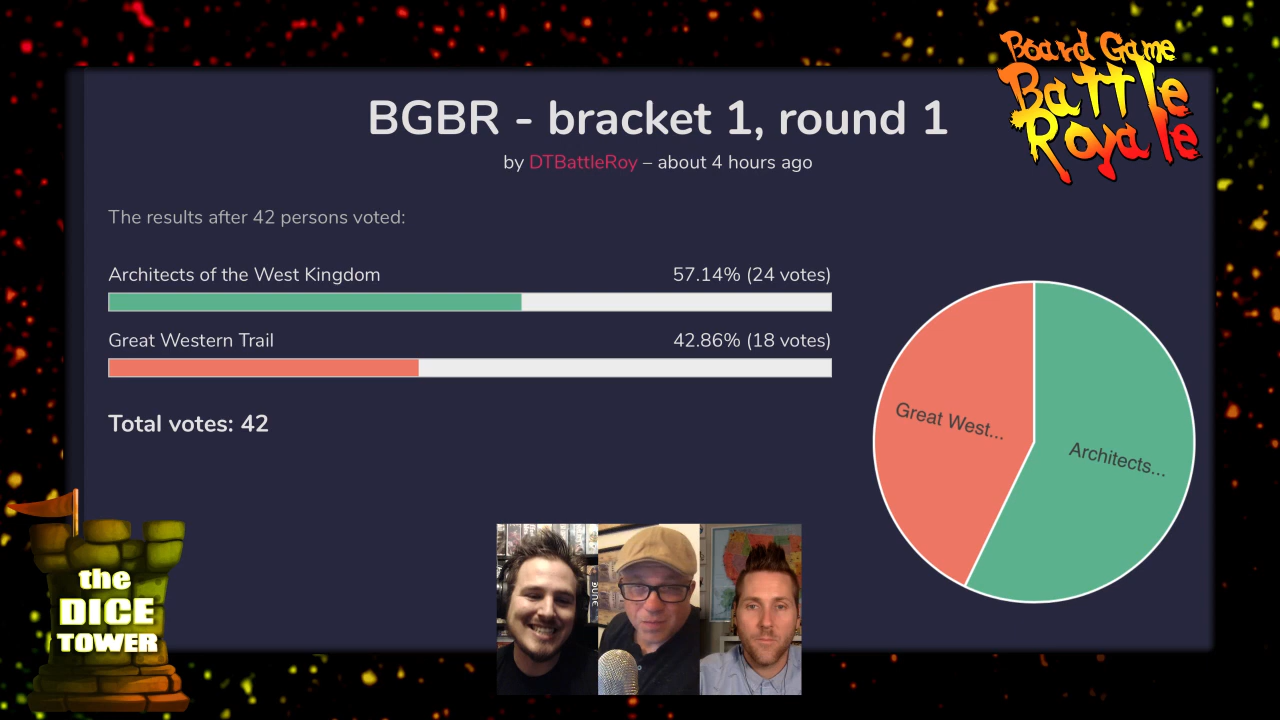 Board Game
Battle
Royale
BGBR - bracket 1, round 1
by DTBattleRoy – about 4 hours ago
The results after 42 persons voted:
Architects of the West Kingdom 57.14% (24 votes)
Great Western Trail 42.86% (18 votes)
Total votes: 42
Great West...
Architects...
the
DICE
TOWER
DUNE